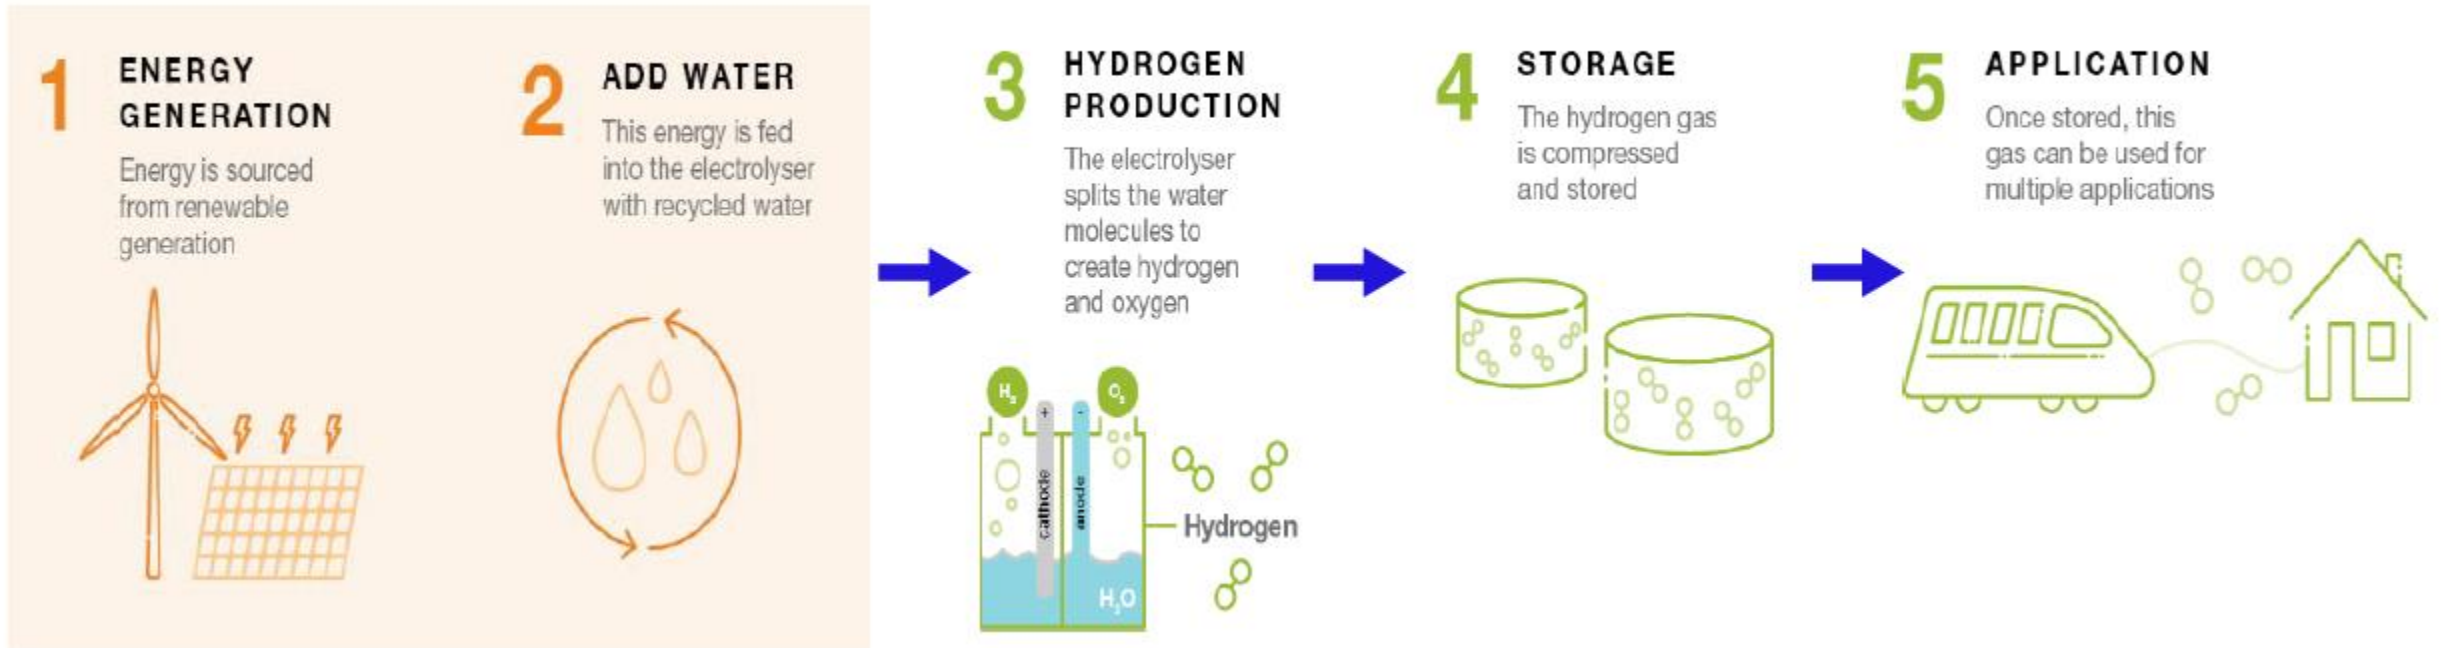 1
ENERGY
GENERATION
Energy is sourced
from renewable
generation
2
ADD WATER
This energy is fed
into the electrolyser
with recycled water
3
HYDROGEN
PRODUCTION
The electrolyser
splits the water
molecules to
create hydrogen
and oxygen
H₂
O₂
+
-
cathode
anode
Hydrogen
H₂O
4
STORAGE
The hydrogen gas
is compressed
and stored
5
APPLICATION
Once stored, this
gas can be used for
multiple applications